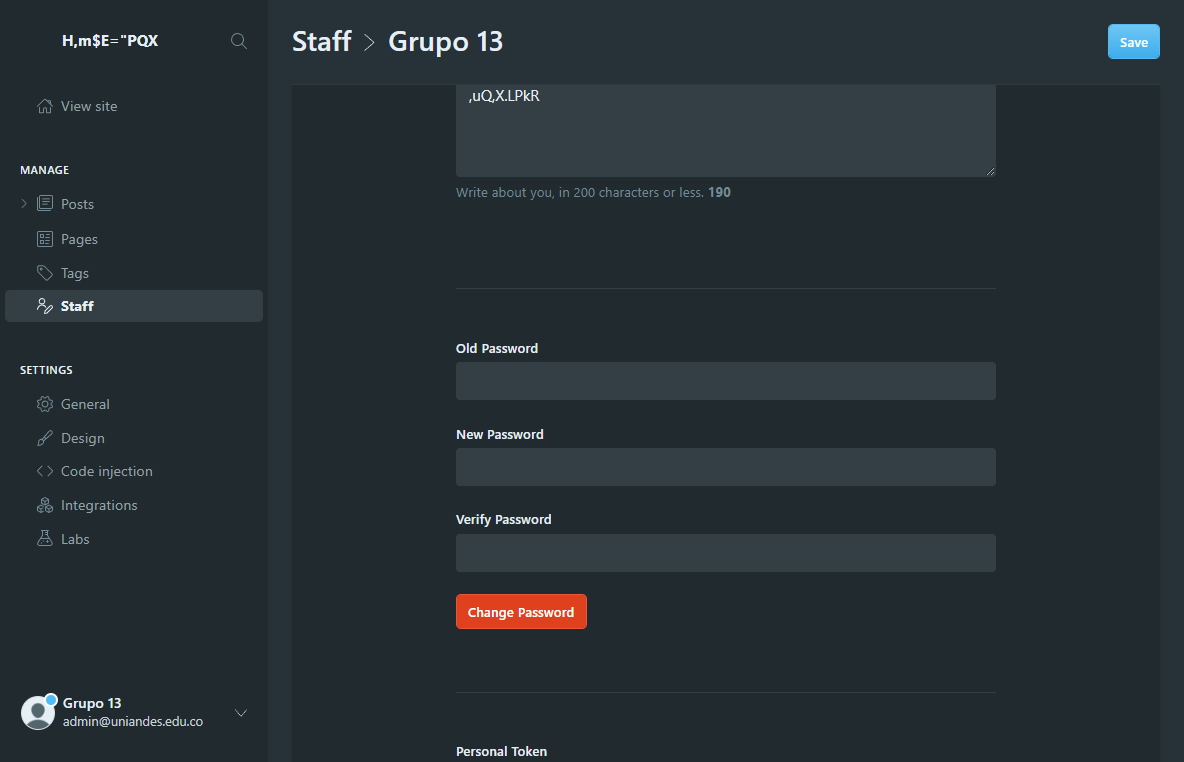 H,m$E="PQX
View site
MANAGE
Posts
Pages
Tags
Staff
SETTINGS
General
Design
Code injection
Integrations
Labs
Grupo 13
admin@uniandes.edu.co
Staff > Grupo 13
Save
,uQ,X.LPkR
Write about you, in 200 characters or less. 190
Old Password
New Password
Verify Password
Change Password
Personal Token